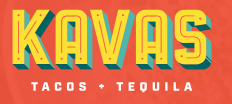 KAVAS
TACOS + TEQUILA